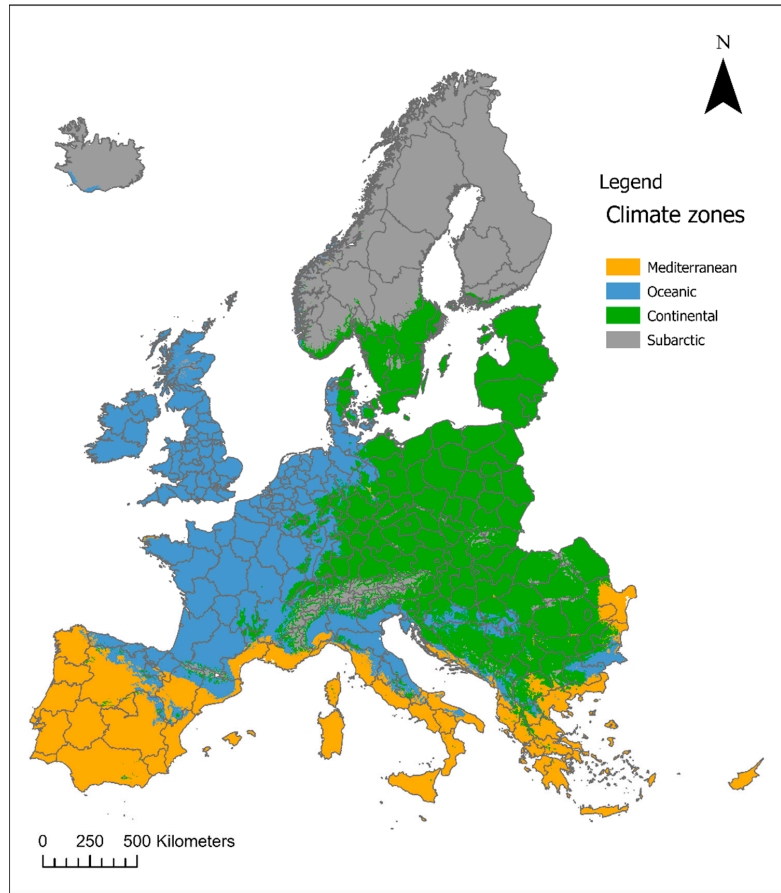 N
Legend
Climate zones
Mediterranean
Oceanic
Continental
Subarctic
0 250 500 Kilometers